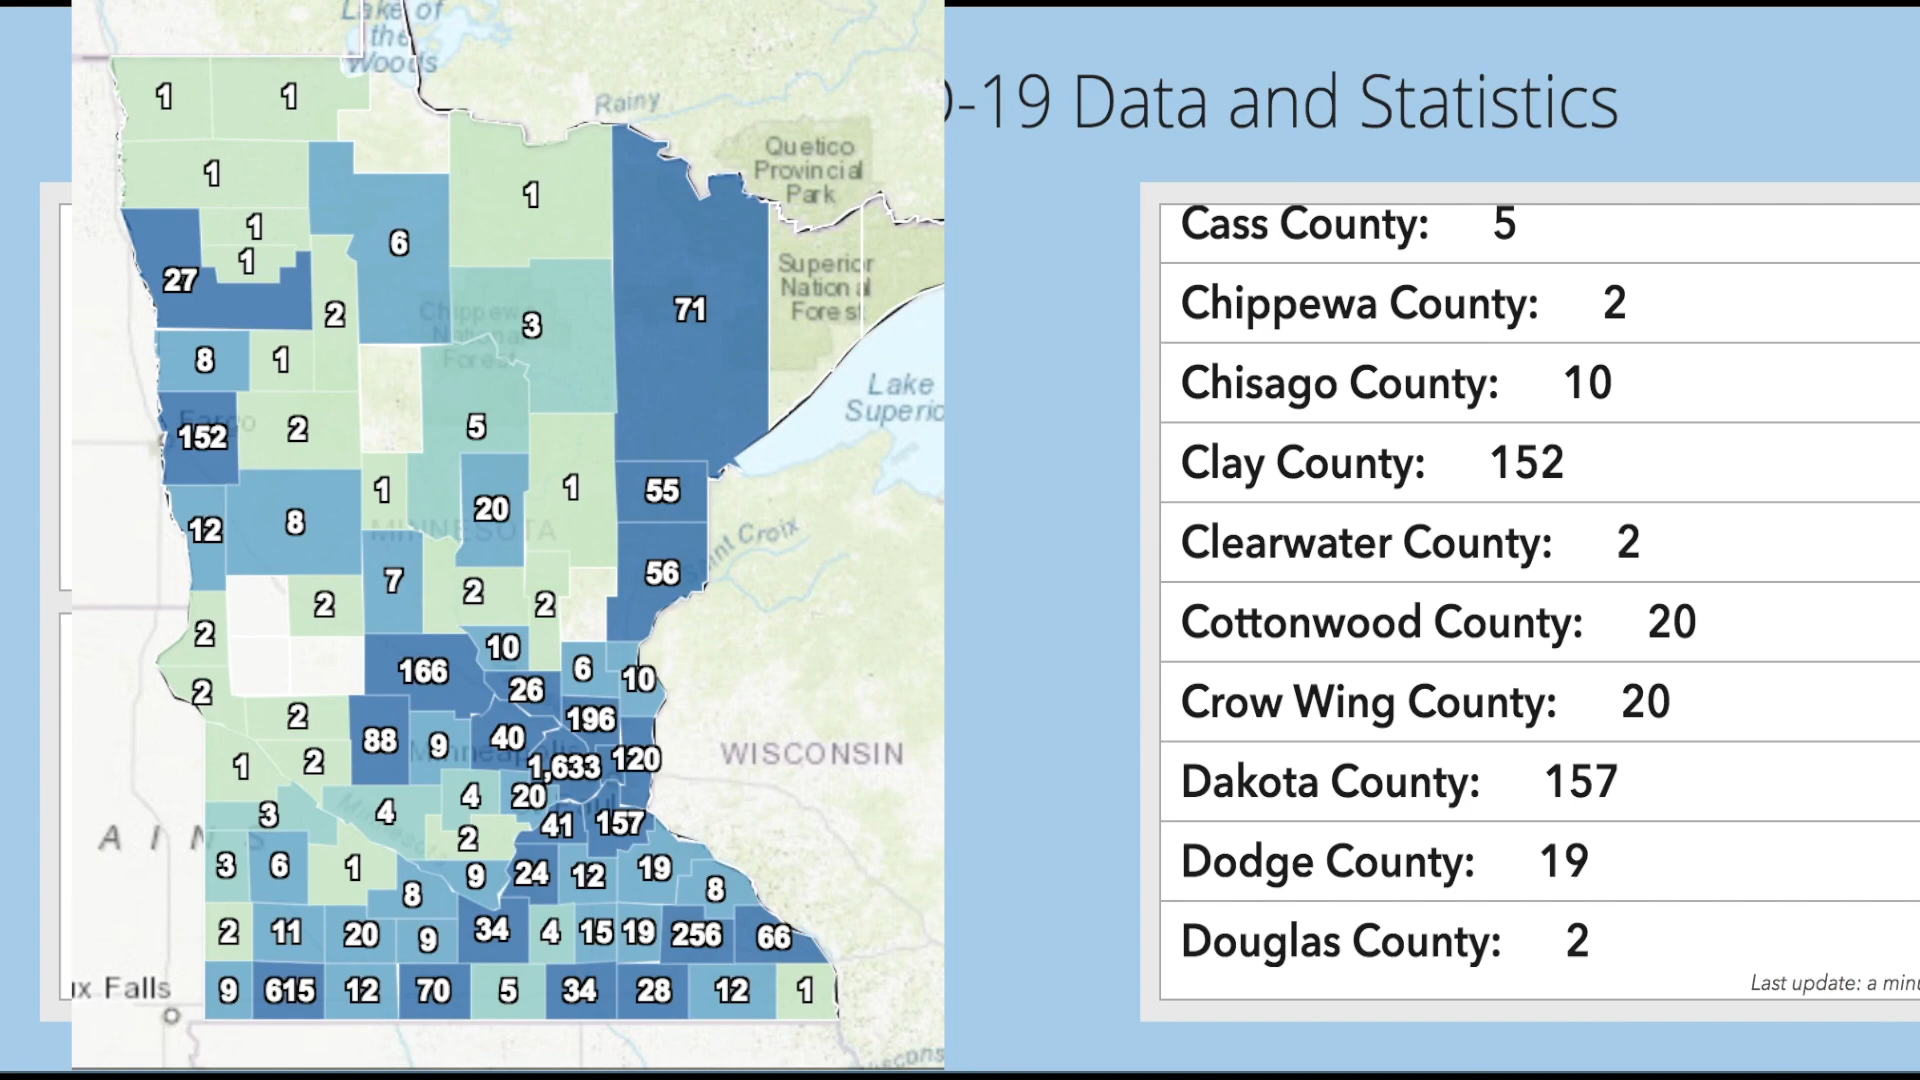 Lake of
the
Woods
Rainy
-19 Data and Statistics
1
1
Quetico
Provincial
Park
1
1
1
6
1
27
Superior
National
Forest
71
2
3
8
1
Lake
Superior
152
2
5
1
20
1
55
12
8
MINNESOTA
56
7
2
2
2
2
10
166
6
10
2
26
2
196
88
9
40
1
2
1,633
120
WISCONSIN
4
20
3
4
41
157
2
3
6
1
9
24
12
19
8
8
2
11
20
9
34
4
15
19
256
66
x Falls
9
615
12
70
5
34
28
12
1
Cass County: 5
Chippewa County: 2
Chisago County: 10
Clay County: 152
Clearwater County: 2
Cottonwood County: 20
Crow Wing County: 20
Dakota County: 157
Dodge County: 19
Douglas County: 2
Last update: a min